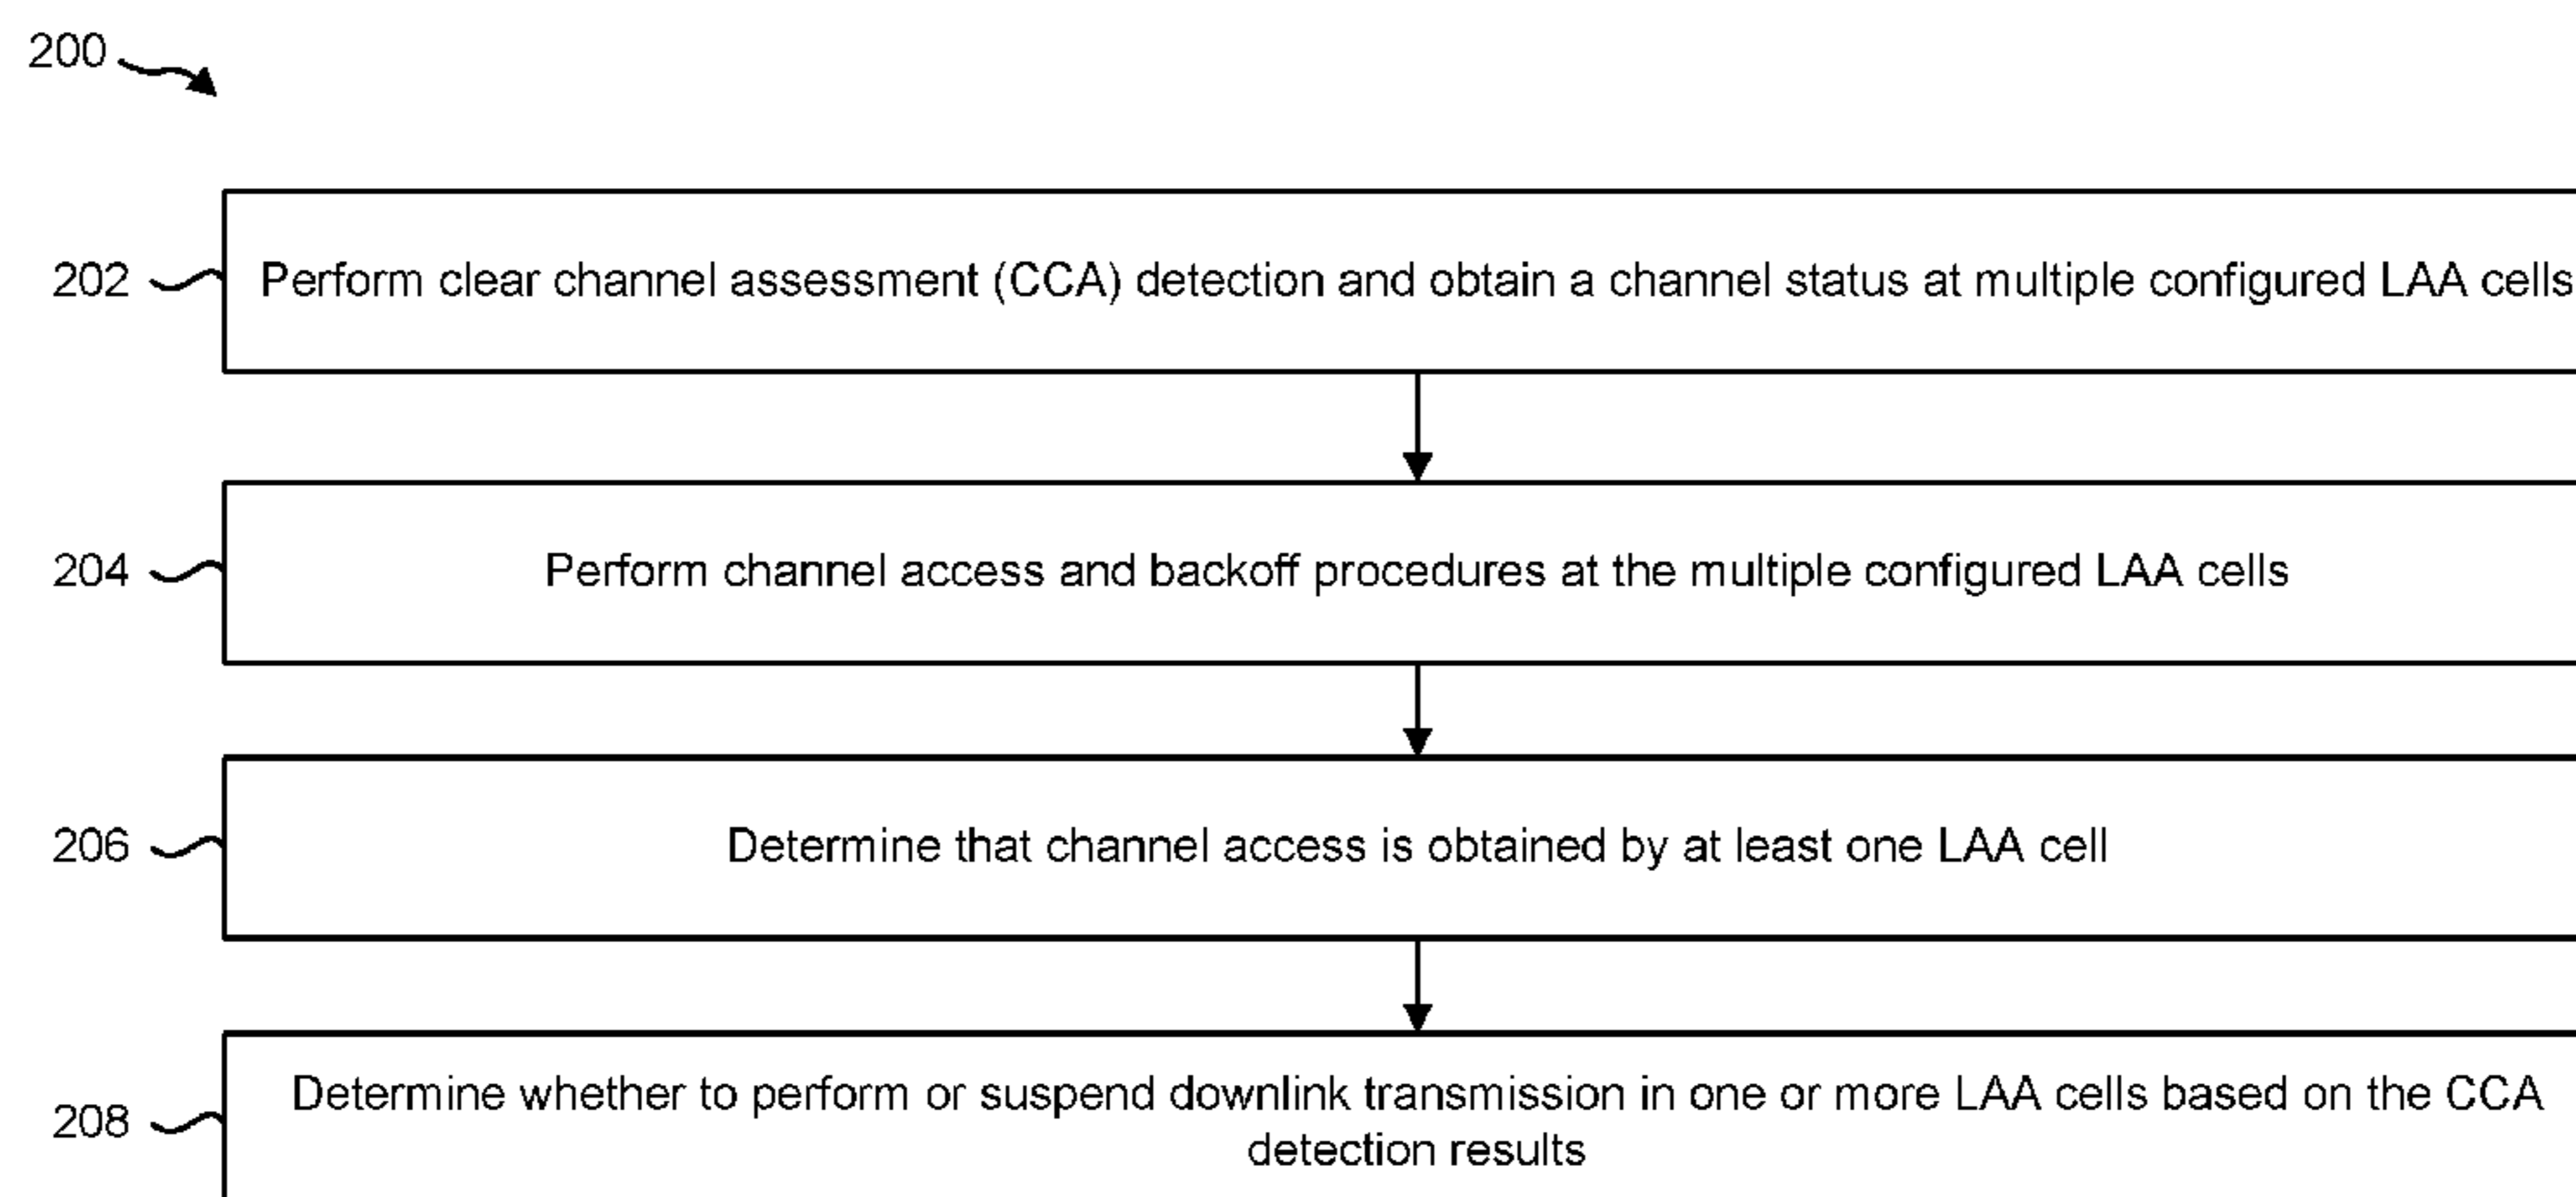 200
202 Perform clear channel assessment (CCA) detection and obtain a channel status at multiple configured LAA cells
204 Perform channel access and backoff procedures at the multiple configured LAA cells
206 Determine that channel access is obtained by at least one LAA cell
208 Determine whether to perform or suspend downlink transmission in one or more LAA cells based on the CCA
detection results